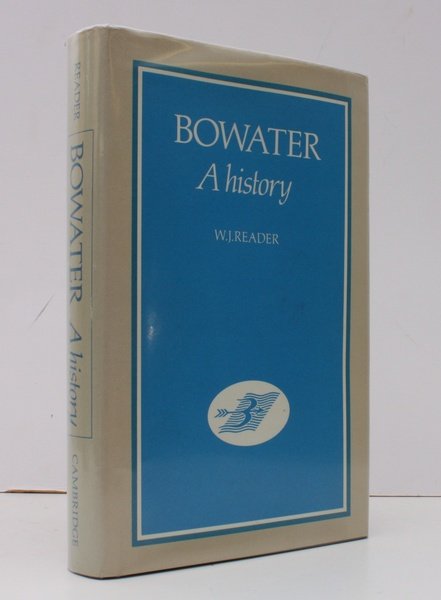 BOWATER
A history
W.J.READER
READER
BOWATER A history
CAMBRIDGE